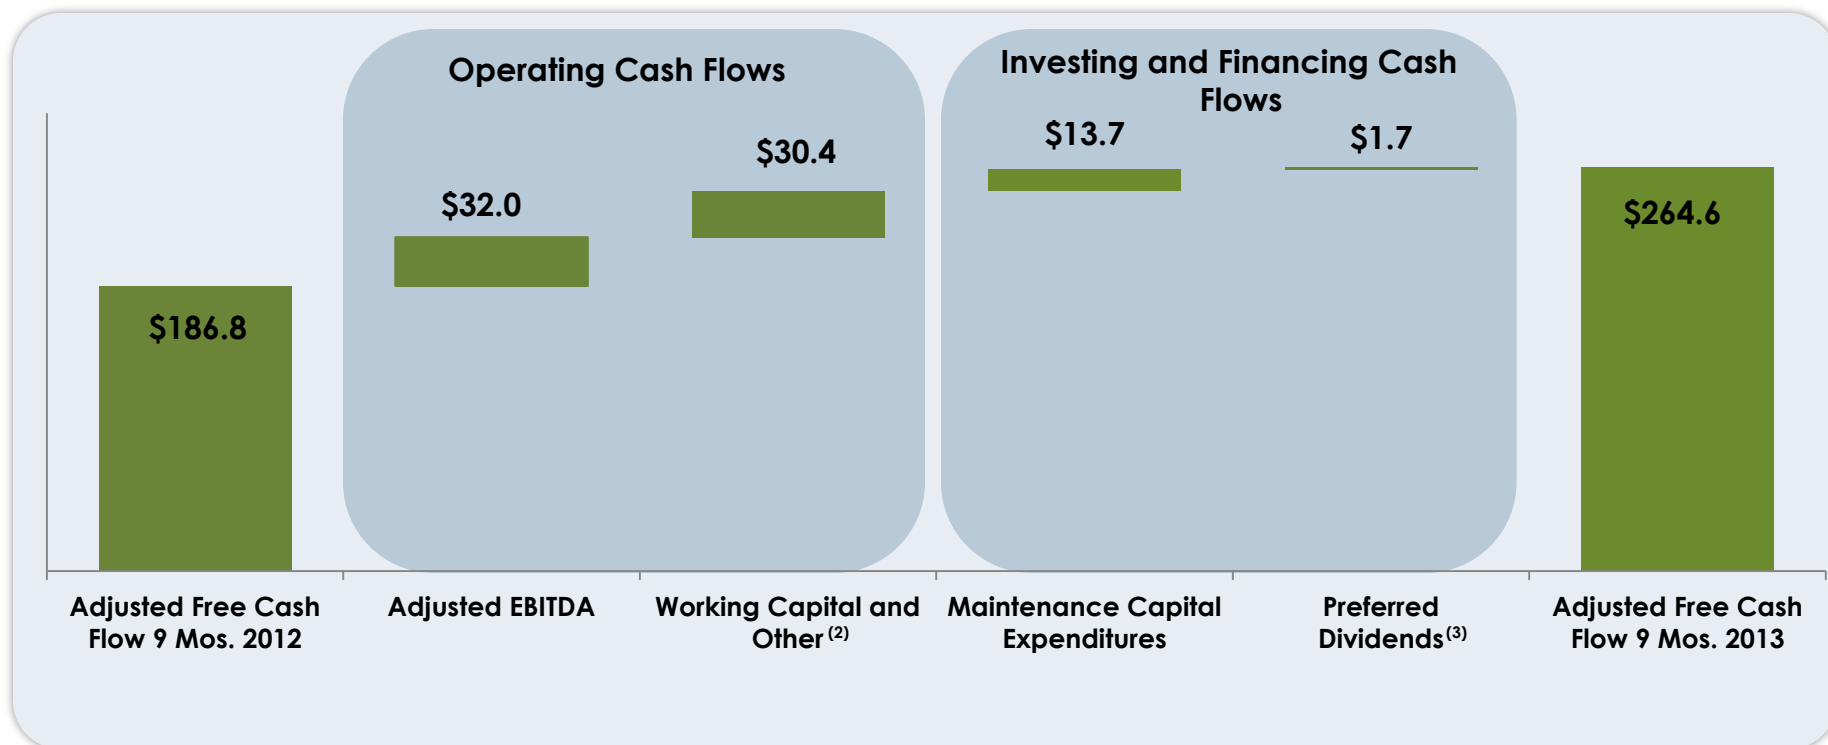 Operating Cash Flows
Investing and Financing Cash
Flows
$13.7
$1.7
$30.4
$32.0
$264.6
$186.8
Adjusted Free Cash
Flow 9 Mos. 2012
Adjusted EBITDA
Working Capital and
Other (2)
Maintenance Capital
Expenditures
Preferred
Dividends(3)
Adjusted Free Cash
Flow 9 Mos. 2013